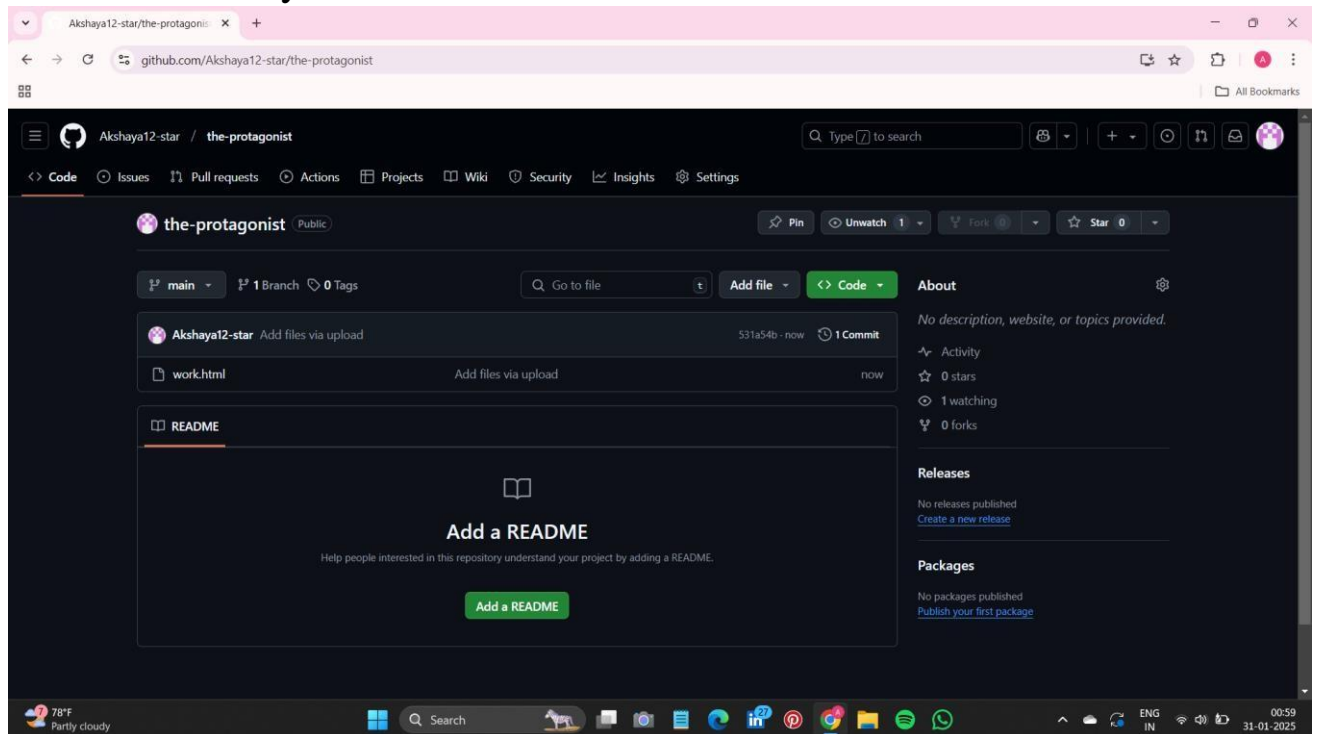 Akshaya12-star/the-protagonis
github.com/Akshaya12-star/the-protagonist
All Bookmarks
Akshaya12-star / the-protagonist
Type / to search
Code Issues Pull requests Actions Projects Wiki Security Insights Settings
the-protagonist Public
Pin Unwatch 1 Fork 0 Star 0
main 1 Branch 0 Tags Go to file t Add file Code
About
No description, website, or topics provided.
Akshaya12-star Add files via upload 531a54b · now 1 Commit
work.html Add files via upload now
Activity
0 stars
1 watching
0 forks
README
Add a README
Help people interested in this repository understand your project by adding a README.
Add a README
Releases
No releases published
Create a new release
Packages
No packages published
Publish your first package
7 78°F
Partly cloudy
Search
27
ENG
IN
00:59
31-01-2025